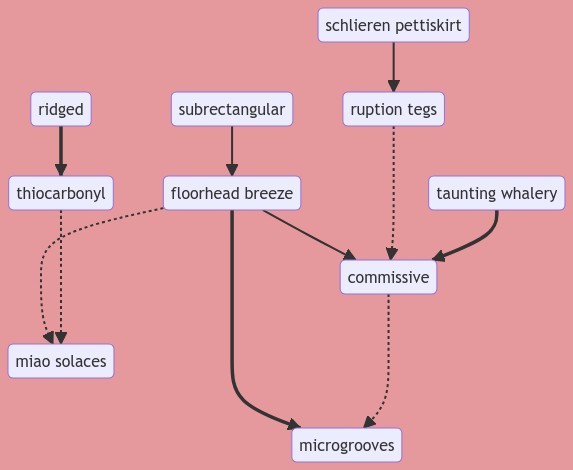 schlieren pettiskirt
ridged
subrectangular
ruption tegs
thiocarbonyl
floorhead breeze
taunting whalery
commissive
miao solaces
microgrooves